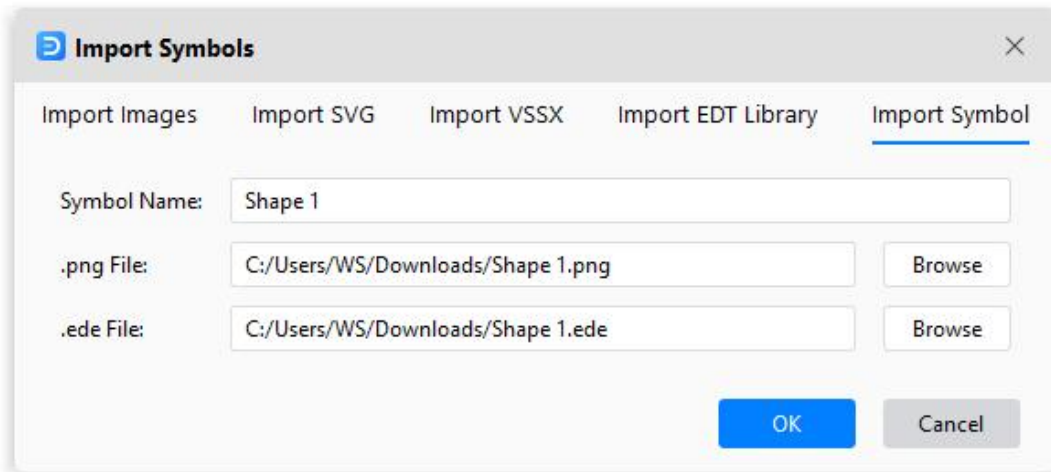 Import Symbols
Import Images Import SVG Import VSSX Import EDT Library Import Symbol
Symbol Name: Shape 1
.png File: C:/Users/WS/Downloads/Shape 1.png Browse
.ede File: C:/Users/WS/Downloads/Shape 1.ede Browse
OK Cancel